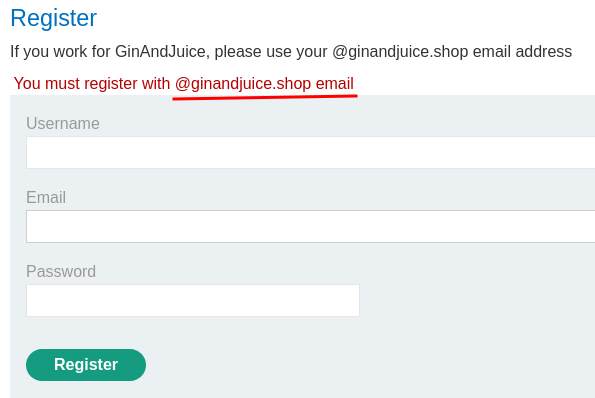 Register
If you work for GinAndJuice, please use your @ginandjuice.shop email address
You must register with @ginandjuice.shop email
Username
Email
Password
Register